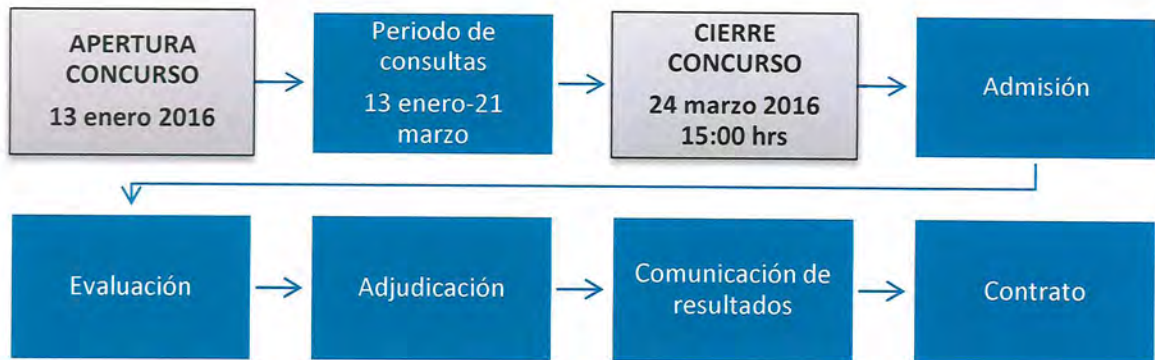 APERTURA
CONCURSO
13 enero 2016
Periodo de
consultas
13 enero-21
marzo
CIERRE
CONCURSO
24 marzo 2016
15:00 hrs
Admisión
Evaluación
Adjudicación
Comunicación de
resultados
Contrato